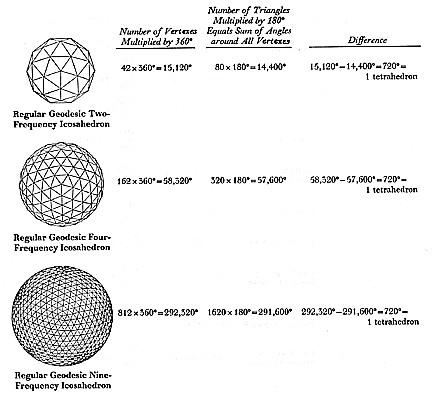 Number of Vertexes
Multiplied by 360°
Number of Triangles
Multiplied by 180°
Equals Sum of Angles
around All Vertexes
Difference
42×360°=15,120°
80×180°=14,400°
15,120°−14,400°=720°=
1 tetrahedron
Regular Geodesic Two-
Frequency Icosahedron
162×360°=58,320°
320×180°=57,600°
58,320°−57,600°=720°=
1 tetrahedron
Regular Geodesic Four-
Frequency Icosahedron
812×360°=292,320°
1620×180°=291,600°
292,320°−291,600°=720°=
1 tetrahedron
Regular Geodesic Nine-
Frequency Icosahedron